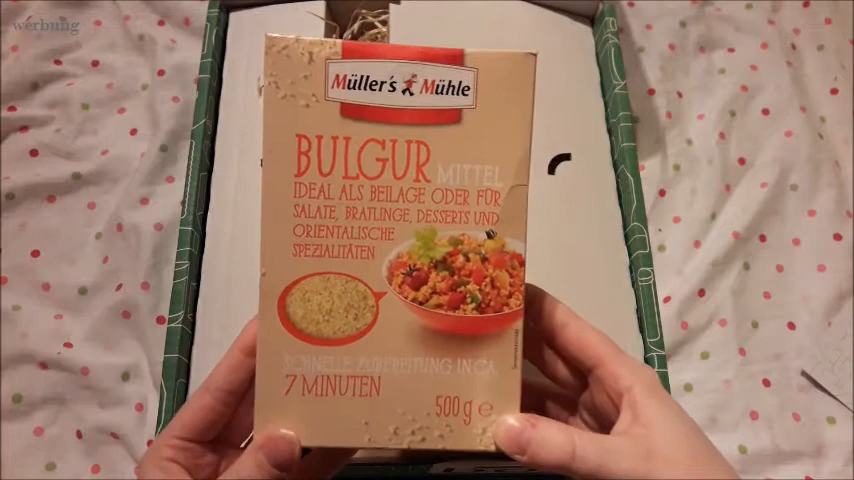 werbung
Müller's Mühle
BULGUR MITTEL
IDEAL ALS BEILAGE ODER FÜR
SALATE, BRATLINGE, DESSERTS UND
ORIENTALISCHE
SPEZIALITÄTEN
SCHNELLE ZUBEREITUNG IN CA.
7 MINUTEN
500 g e